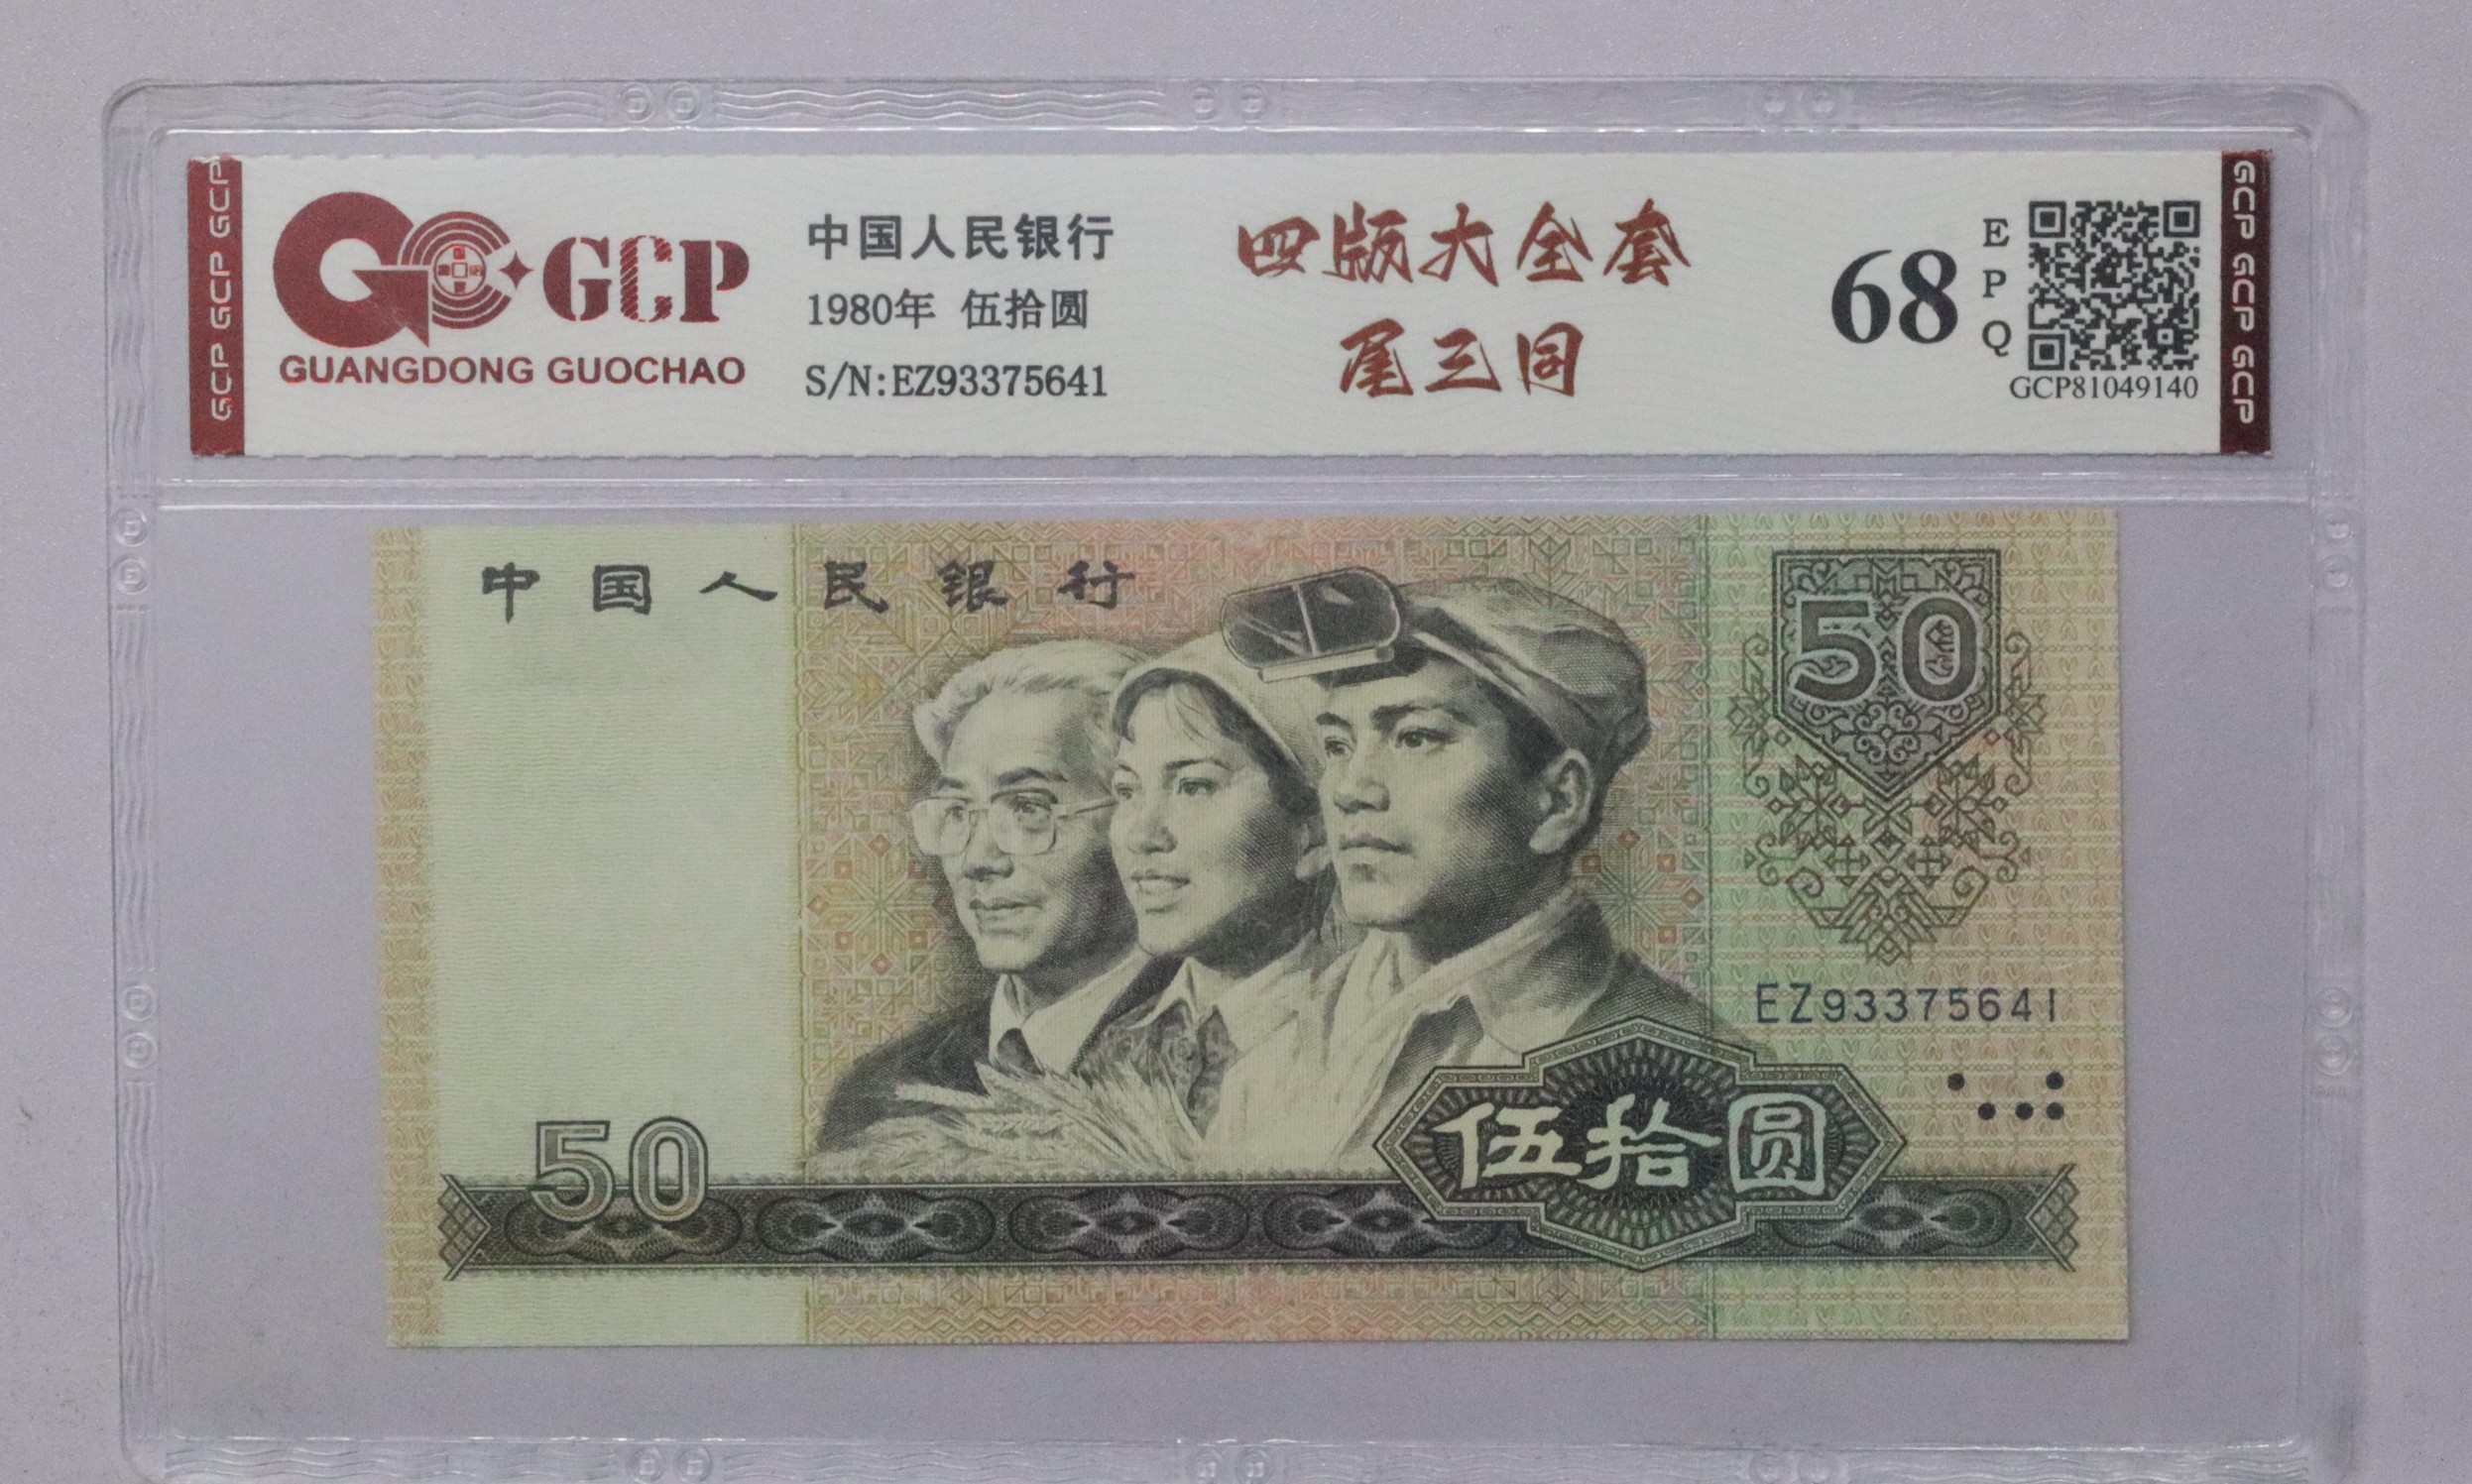 GCP GCP GCP
GCP
GUANGDONG GUOCHAO
中国人民银行
1980年 伍拾圆
S/N:EZ93375641
四版大全套
尾三同
68
E
P
Q
GCP81049140
GCP GCP GCP
中国人民银行
50
EZ93375641
伍拾圆
50